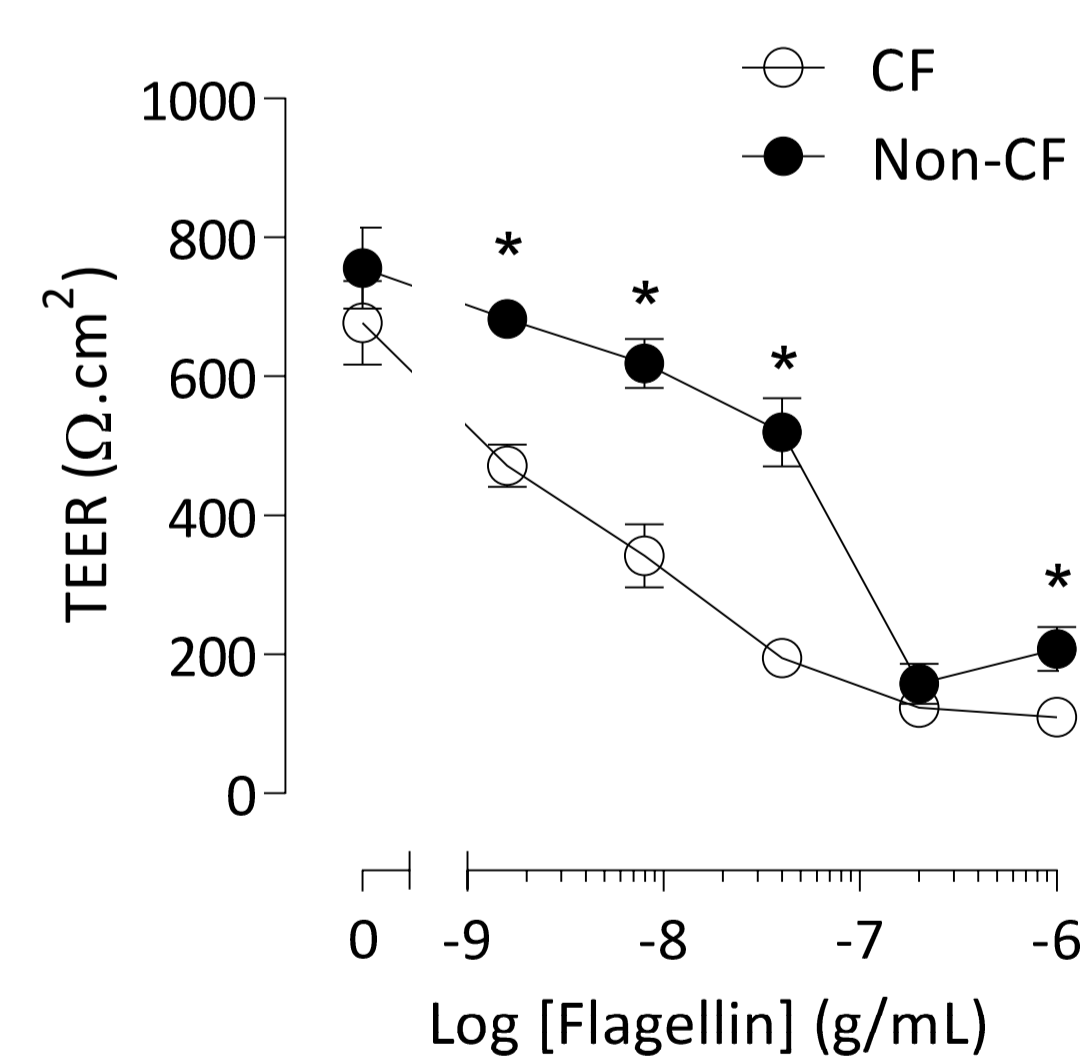 CF
Non-CF
1000
800
600
400
200
0
TEER (Ω.cm²)
*
*
*
*
0 -9 -8 -7 -6
Log [Flagellin] (g/mL)